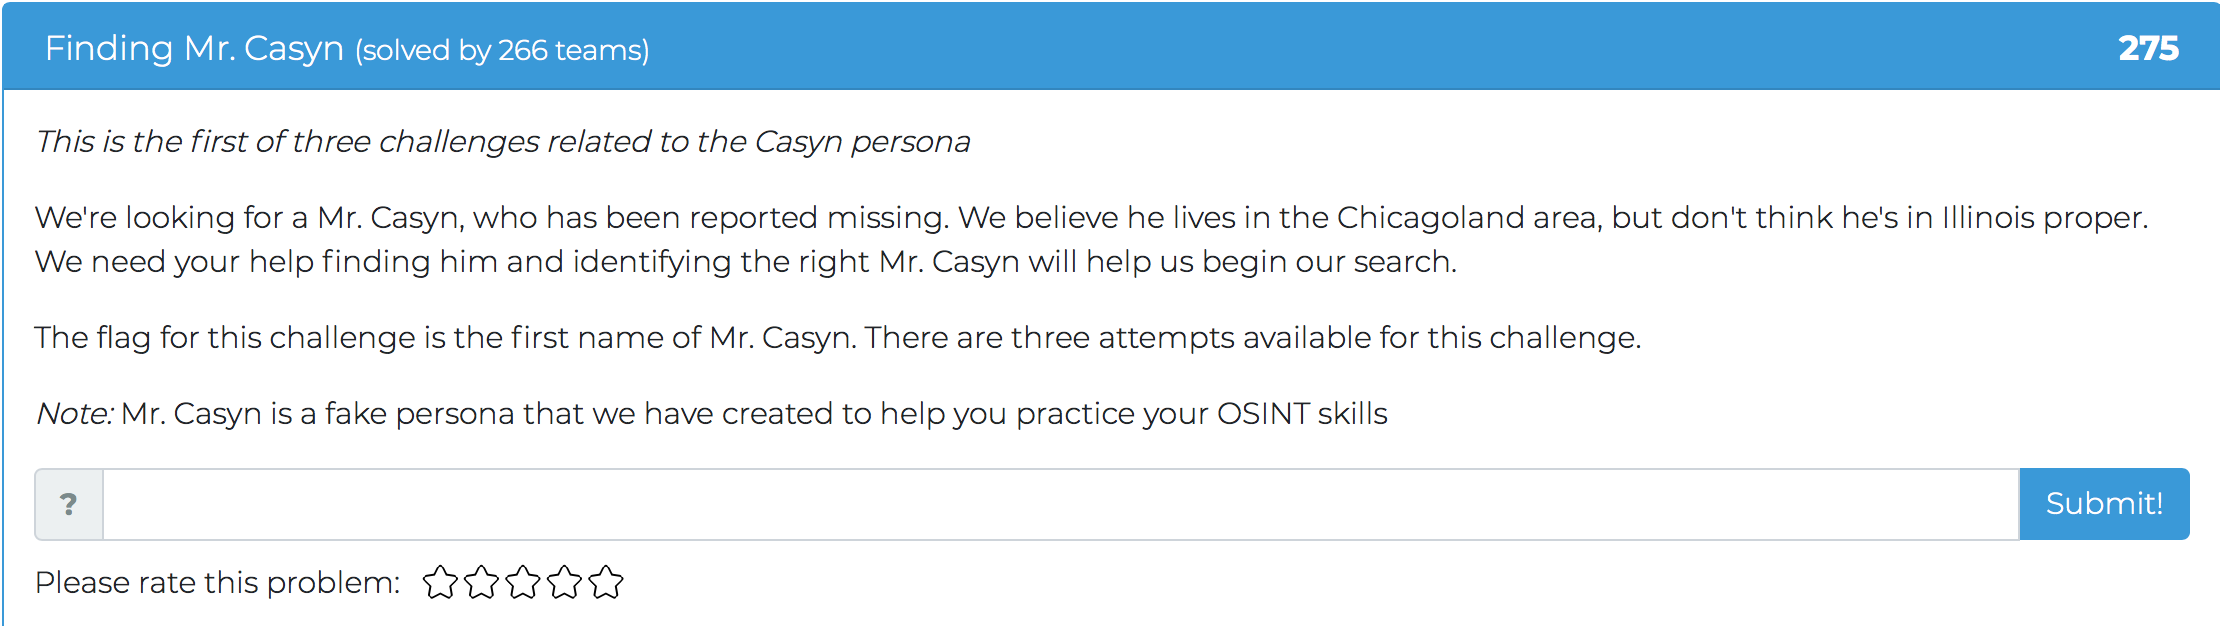 Finding Mr. Casyn (solved by 266 teams) 275
This is the first of three challenges related to the Casyn persona
We're looking for a Mr. Casyn, who has been reported missing. We believe he lives in the Chicagoland area, but don't think he's in Illinois proper.
We need your help finding him and identifying the right Mr. Casyn will help us begin our search.
The flag for this challenge is the first name of Mr. Casyn. There are three attempts available for this challenge.
Note: Mr. Casyn is a fake persona that we have created to help you practice your OSINT skills
? Submit!
Please rate this problem: